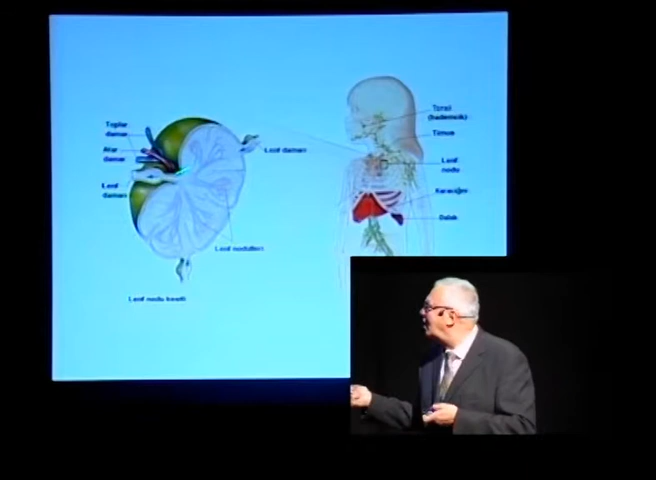 Toplar
damar
Atar
damar
Lenf
damarı
Lenf damarı
Lenf nodülleri
Lenf nodu kesiti
Tonsil
(bademcik)
Timus
Lenf
nodu
Karaciğer
Dalak